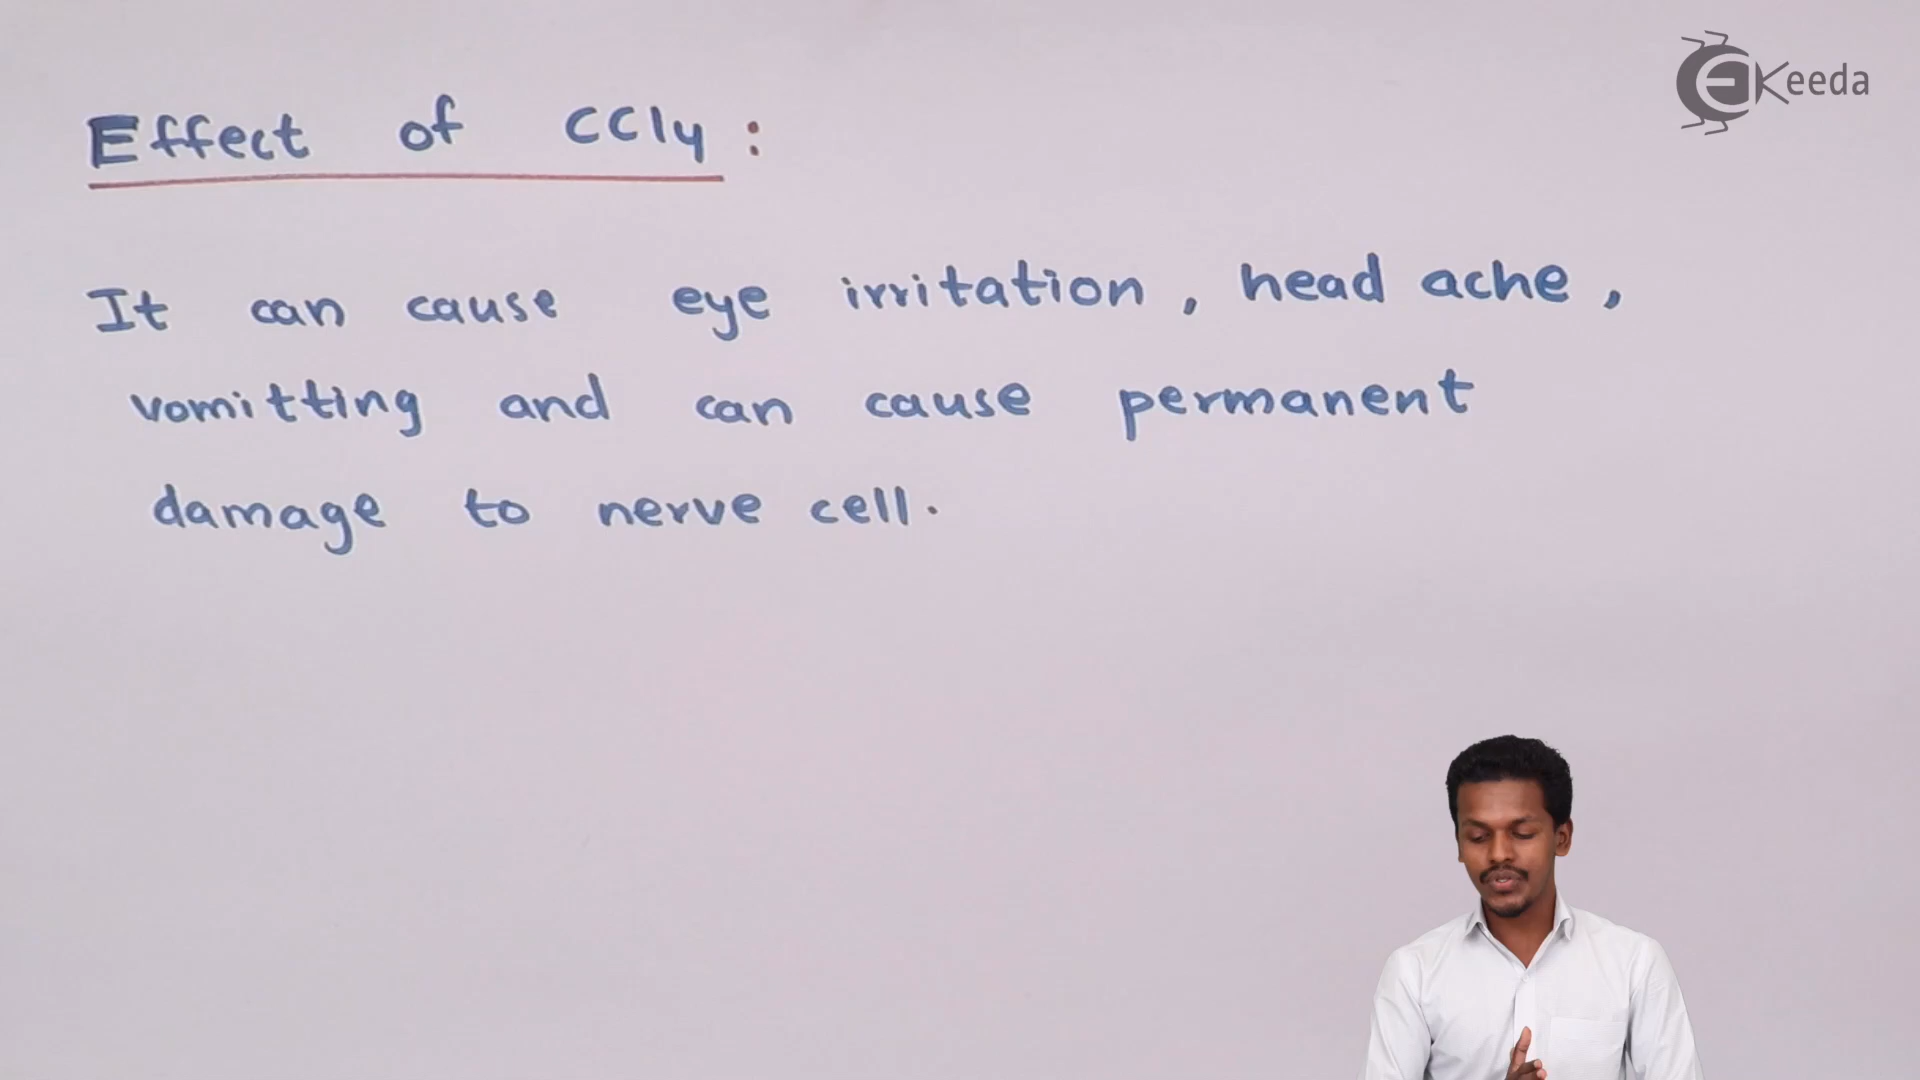 EKeeda
Effect of CCl4 :
It can cause eye irritation, head ache,
vomitting and can cause permanent
damage to nerve cell.